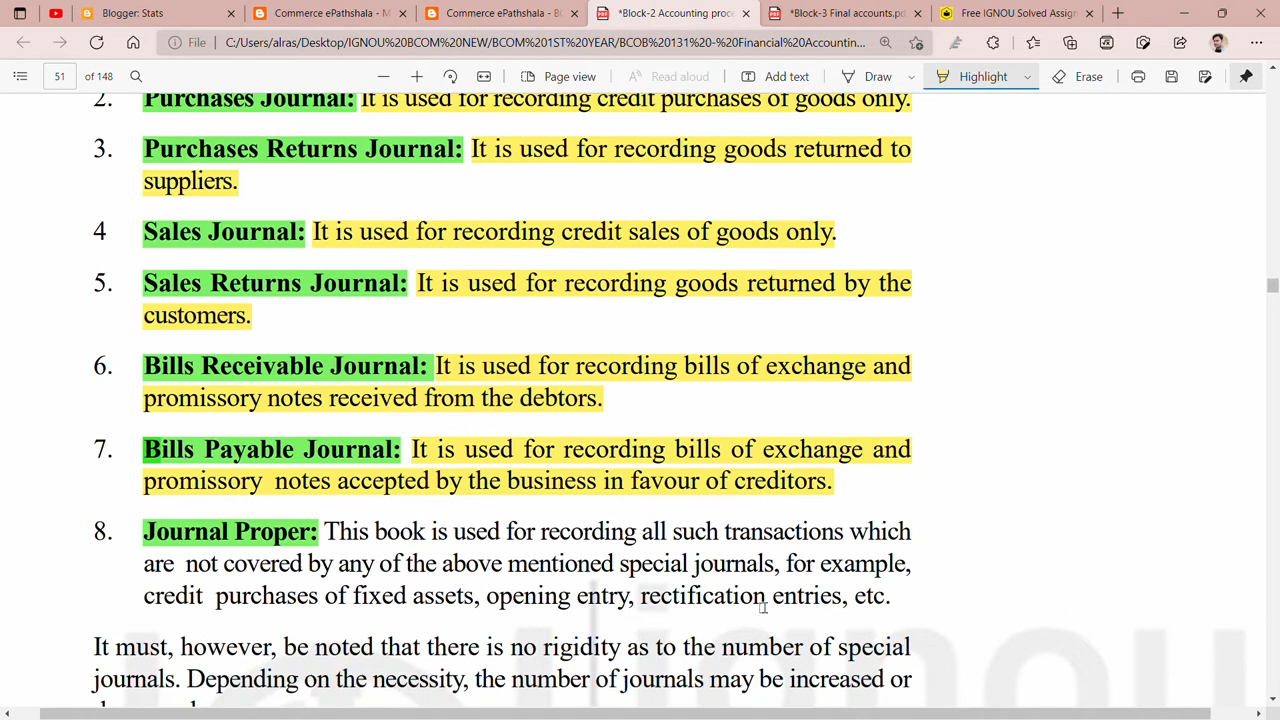 Blogger: Stats
Commerce ePathshala - M
Commerce ePathshala - BC
*Block-2 Accounting proce
*Block-3 Final accounts.pd
Free IGNOU Solved Assign
File
C:/Users/alras/Desktop/IGNOU%20BCOM%20NEW/BCOM%201ST%20YEAR/BCOB%20131%20-%20Financial%20Accounting...
51 of 148
Page view
Read aloud
Add text
Draw
Highlight
Erase
2. Purchases Journal: It is used for recording credit purchases of goods only.
3. Purchases Returns Journal: It is used for recording goods returned to
suppliers.
4 Sales Journal: It is used for recording credit sales of goods only.
5. Sales Returns Journal: It is used for recording goods returned by the
customers.
6. Bills Receivable Journal: It is used for recording bills of exchange and
promissory notes received from the debtors.
7. Bills Payable Journal: It is used for recording bills of exchange and
promissory notes accepted by the business in favour of creditors.
8. Journal Proper: This book is used for recording all such transactions which
are not covered by any of the above mentioned special journals, for example,
credit purchases of fixed assets, opening entry, rectification entries, etc.
It must, however, be noted that there is no rigidity as to the number of special
journals. Depending on the necessity, the number of journals may be increased or